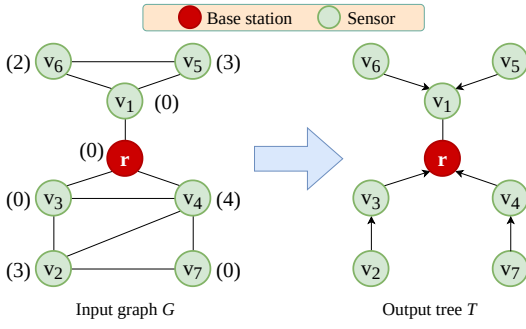 Base station Sensor
(2) v6 v5 (3)
v1 (0)
(0) r
(0) v3 v4 (4)
(3) v2 v7 (0)
Input graph G
v6 v5
v1
r
v3 v4
v2 v7
Output tree T